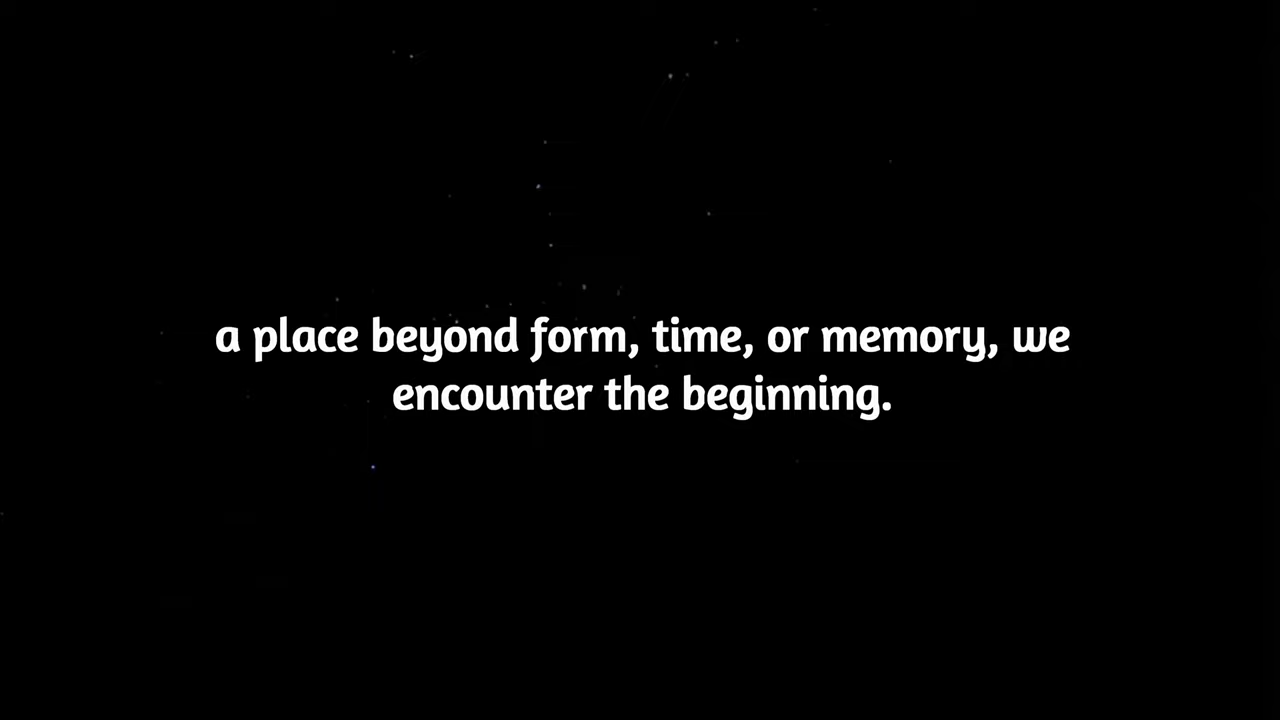 a place beyond form, time, or memory, we
encounter the beginning.